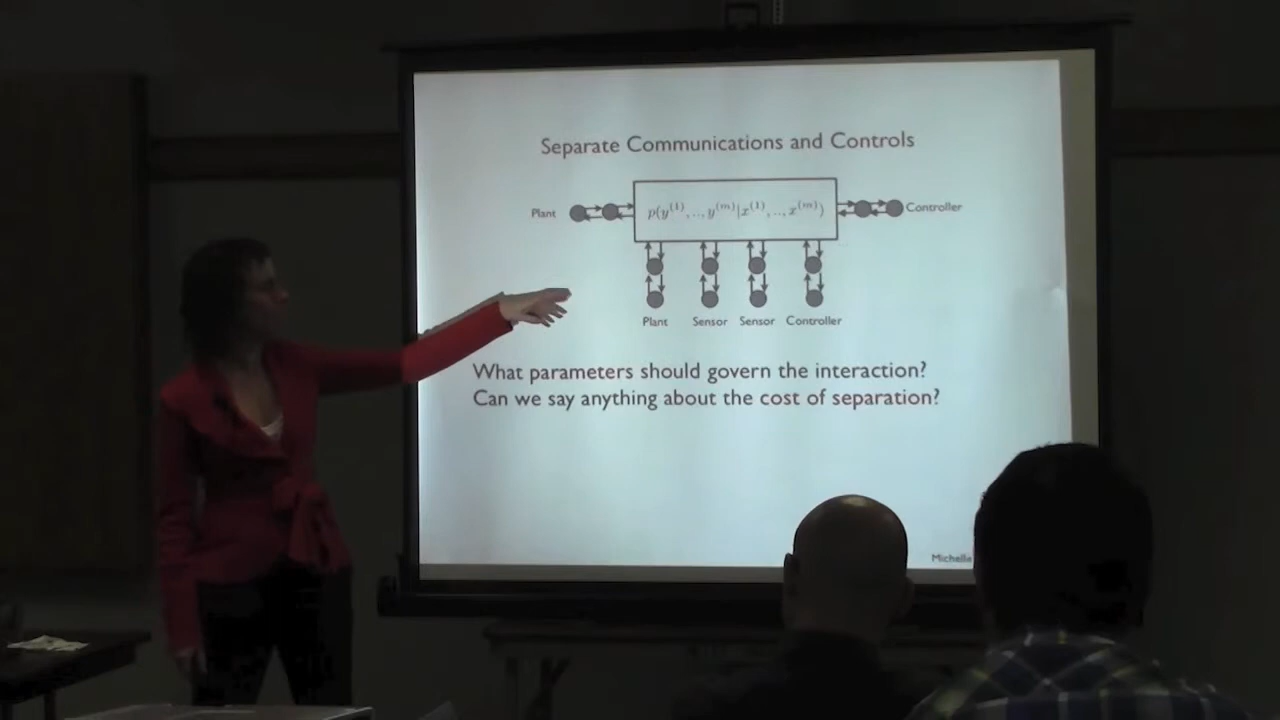 Separate Communications and Controls
Plant
p(y⁽¹⁾,..,y⁽ᵐ⁾|x⁽¹⁾,..,x⁽ᵐ⁾)
Controller
Plant Sensor Sensor Controller
What parameters should govern the interaction?
Can we say anything about the cost of separation?
Michelle